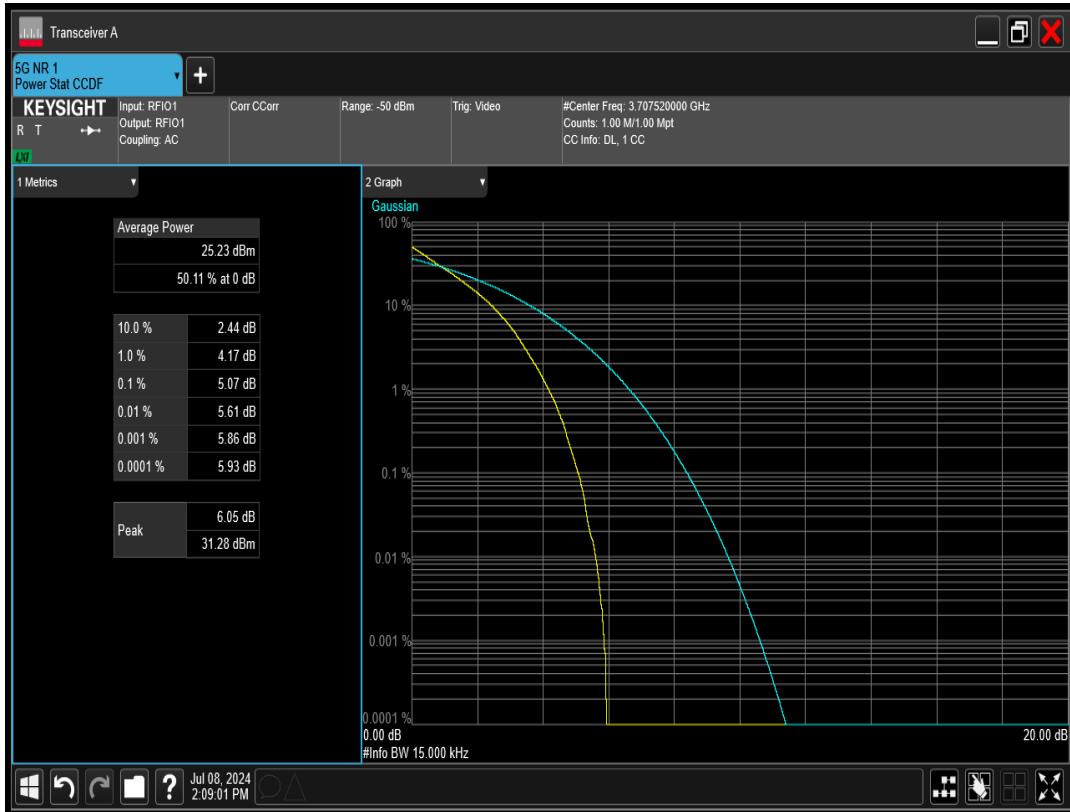 Transceiver A
5G NR 1
Power Stat CCDF
KEYSIGHT
R T
LXI
Input: RFIO1
Output: RFIO1
Coupling: AC
Corr CCorr
Range: -50 dBm
Trig: Video
#Center Freq: 3.707520000 GHz
Counts: 1.00 M/1.00 Mpt
CC Info: DL, 1 CC
1 Metrics
Average Power
25.23 dBm
50.11 % at 0 dB
10.0 % 2.44 dB
1.0 % 4.17 dB
0.1 % 5.07 dB
0.01 % 5.61 dB
0.001 % 5.86 dB
0.0001 % 5.93 dB
Peak
6.05 dB
31.28 dBm
2 Graph
Gaussian
100 %
10 %
1 %
0.1 %
0.01 %
0.001 %
0.0001 %
0.00 dB
20.00 dB
#Info BW 15.000 kHz
?
Jul 08, 2024
2:09:01 PM